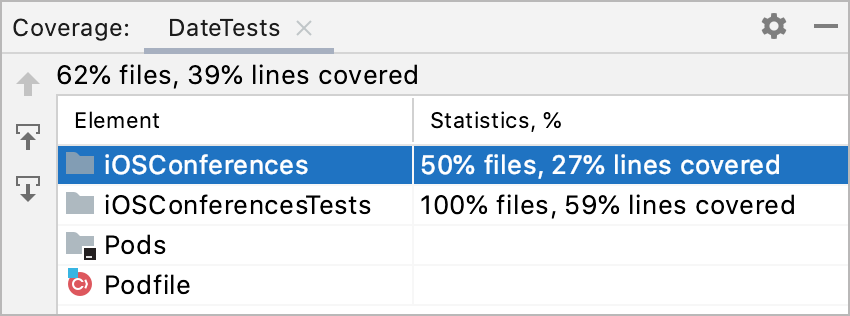 Coverage: DateTests
62% files, 39% lines covered
Element Statistics, %
iOSConferences 50% files, 27% lines covered
iOSConferencesTests 100% files, 59% lines covered
Pods
Podfile